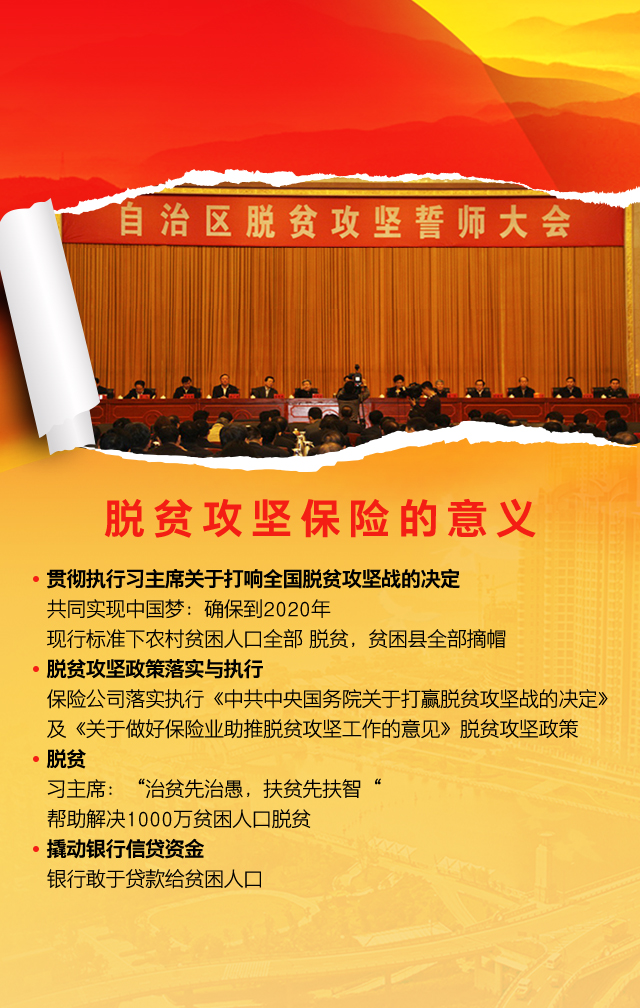 自治区脱贫攻坚誓师大会
脱贫攻坚保险的意义
• 贯彻执行习主席关于打响全国脱贫攻坚战的决定
共同实现中国梦：确保到2020年
现行标准下农村贫困人口全部 脱贫，贫困县全部摘帽
• 脱贫攻坚政策落实与执行
保险公司落实执行《中共中央国务院关于打赢脱贫攻坚战的决定》
及《关于做好保险业助推脱贫攻坚工作的意见》脱贫攻坚政策
• 脱贫
习主席：“治贫先治愚，扶贫先扶智“
帮助解决1000万贫困人口脱贫
• 撬动银行信贷资金
银行敢于贷款给贫困人口